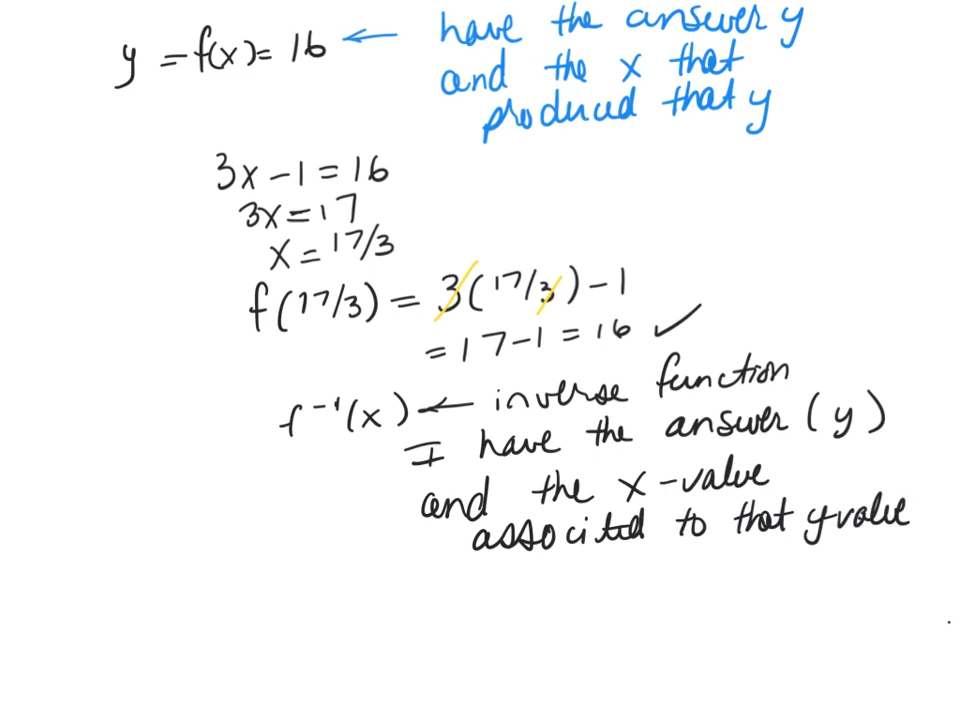 y = f(x) = 16 ← have the answer y
and the x that
produced that y
3x - 1 = 16
3x = 17
x = 17/3
f(17/3) = 3(17/3) - 1
= 17 - 1 = 16 ✓
f⁻¹(x) ← inverse function
I have the answer (y)
and the x-value
associted to that y-value